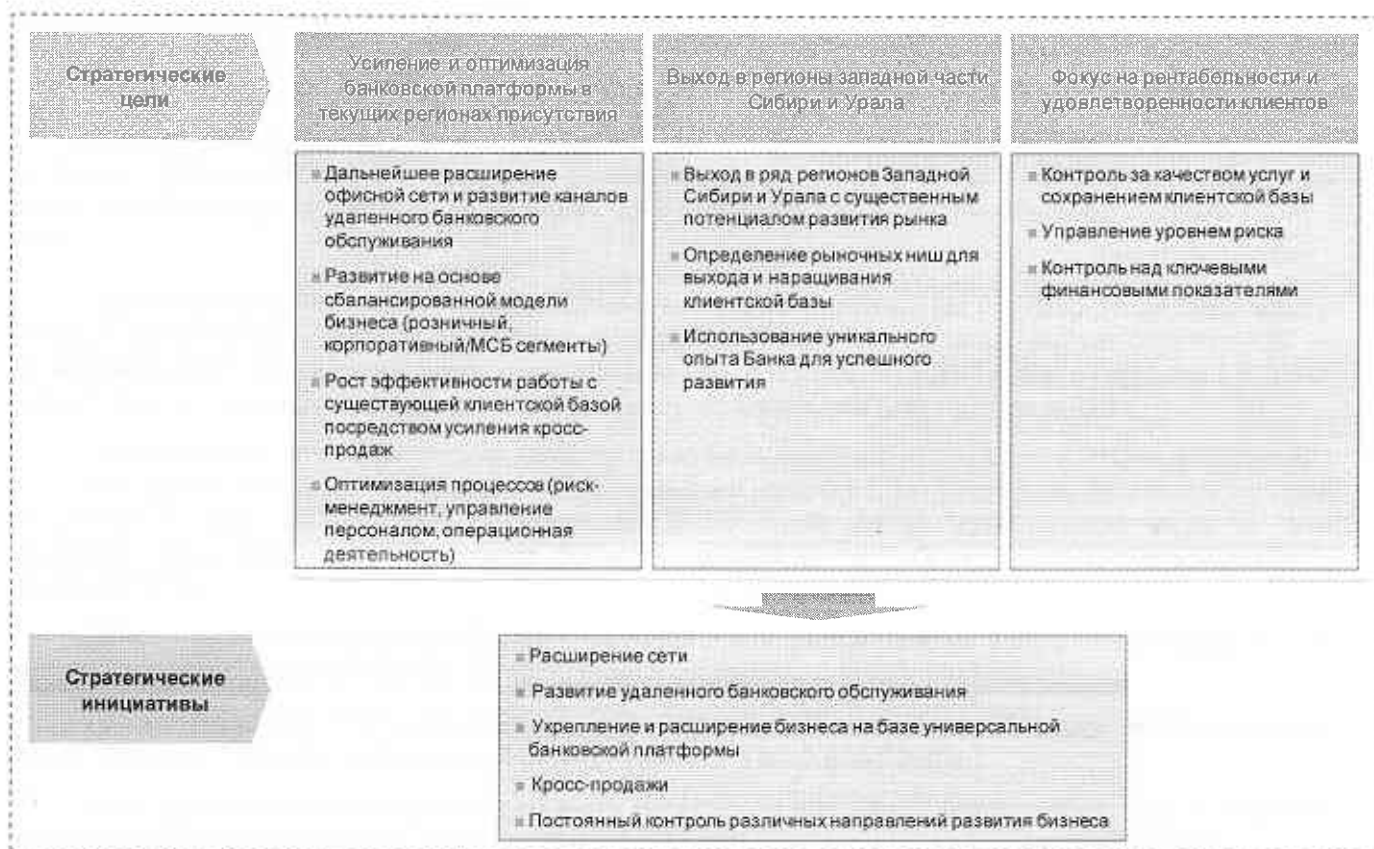 Стратегические
цели
Усиление и оптимизация
банковской платформы в
текущих регионах присутствия
Выход в регионы западной части
Сибири и Урала
Фокус на рентабельности и
удовлетворенности клиентов
Дальнейшее расширение
офисной сети и развитие каналов
удаленного банковского
обслуживания
Развитие на основе
сбалансированной модели
бизнеса (розничный,
корпоративный/МСБ сегменты)
Рост эффективности работы с
существующей клиентской базой
посредством усиления кросс-
продаж
Оптимизация процессов (риск-
менеджмент, управление
персоналом, операционная
деятельность)
Выход в ряд регионов Западной
Сибири и Урала с существенным
потенциалом развития рынка
Определение рыночных ниш для
выхода и наращивания
клиентской базы
Использование уникального
опыта Банка для успешного
развития
Контроль за качеством услуг и
сохранением клиентской базы
Управление уровнем риска
Контроль над ключевыми
финансовыми показателями
Стратегические
инициативы
Расширение сети
Развитие удаленного банковского обслуживания
Укрепление и расширение бизнеса на базе универсальной
банковской платформы
Кросс-продажи
Постоянный контроль различных направлений развития бизнеса